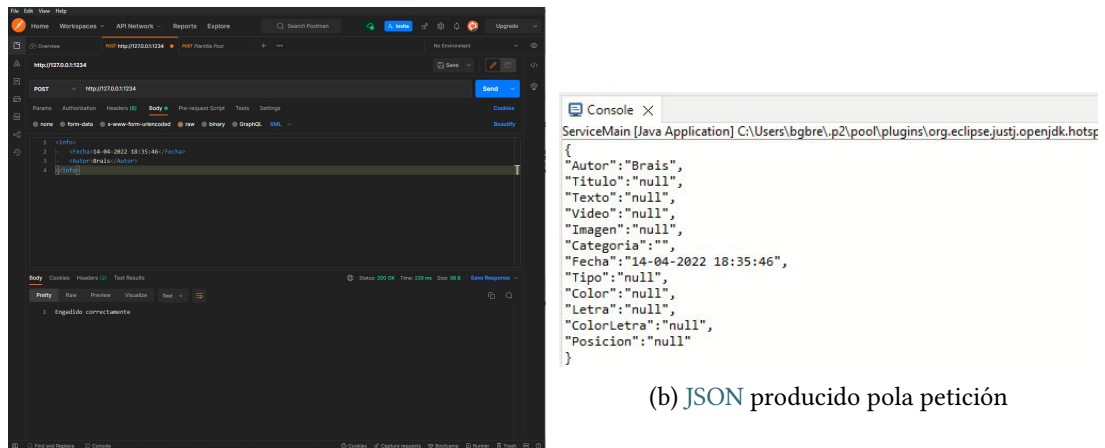 File Edit View Help
Home Workspaces API Network Reports Explore Search Postman Invite Upgrade
Overview POST http://127.0.0.1:1234 POST Plantilla Post + No Environment
http://127.0.0.1:1234 Save
POST http://127.0.0.1:1234 Send
Params Authorization Headers (8) Body Pre-request Script Tests Settings Cookies
none form-data x-www-form-urlencoded raw binary GraphQL XML Beautify
1 <info>
2 <Fecha>14-04-2022 18:35:46</Fecha>
3 <Autor>Brais</Autor>
4 </info>
Body Cookies Headers (2) Test Results Status: 200 OK Time: 229 ms Size: 98 B Save Response
Pretty Raw Preview Visualize Text
1 Engadido correctamente
Find and Replace Console Cookies Capture requests Bootcamp Runner Trash
Console
ServiceMain [Java Application] C:\Users\bgbre\.p2\pool\plugins\org.eclipse.justj.openjdk.hotsp
{
"Autor":"Brais",
"Titulo":"null",
"Texto":"null",
"Video":"null",
"Imagen":"null",
"Categoria":"",
"Fecha":"14-04-2022 18:35:46",
"Tipo":"null",
"Color":"null",
"Letra":"null",
"ColorLetra":"null",
"Posicion":"null"
}
(b) JSON producido pola petición